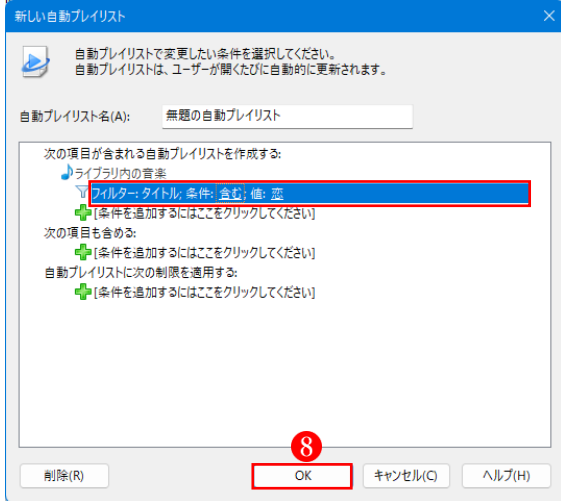 新しい自動プレイリスト
自動プレイリストで変更したい条件を選択してください。
自動プレイリストは、ユーザーが開くたびに自動的に更新されます。
自動プレイリスト名(A): 無題の自動プレイリスト
次の項目が含まれる自動プレイリストを作成する:
ライブラリ内の音楽
フィルター: タイトル; 条件: 含む; 値: 恋
[条件を追加するにはここをクリックしてください]
次の項目も含める:
[条件を追加するにはここをクリックしてください]
自動プレイリストに次の制限を適用する:
[条件を追加するにはここをクリックしてください]
8
削除(R) OK キャンセル(C) ヘルプ(H)